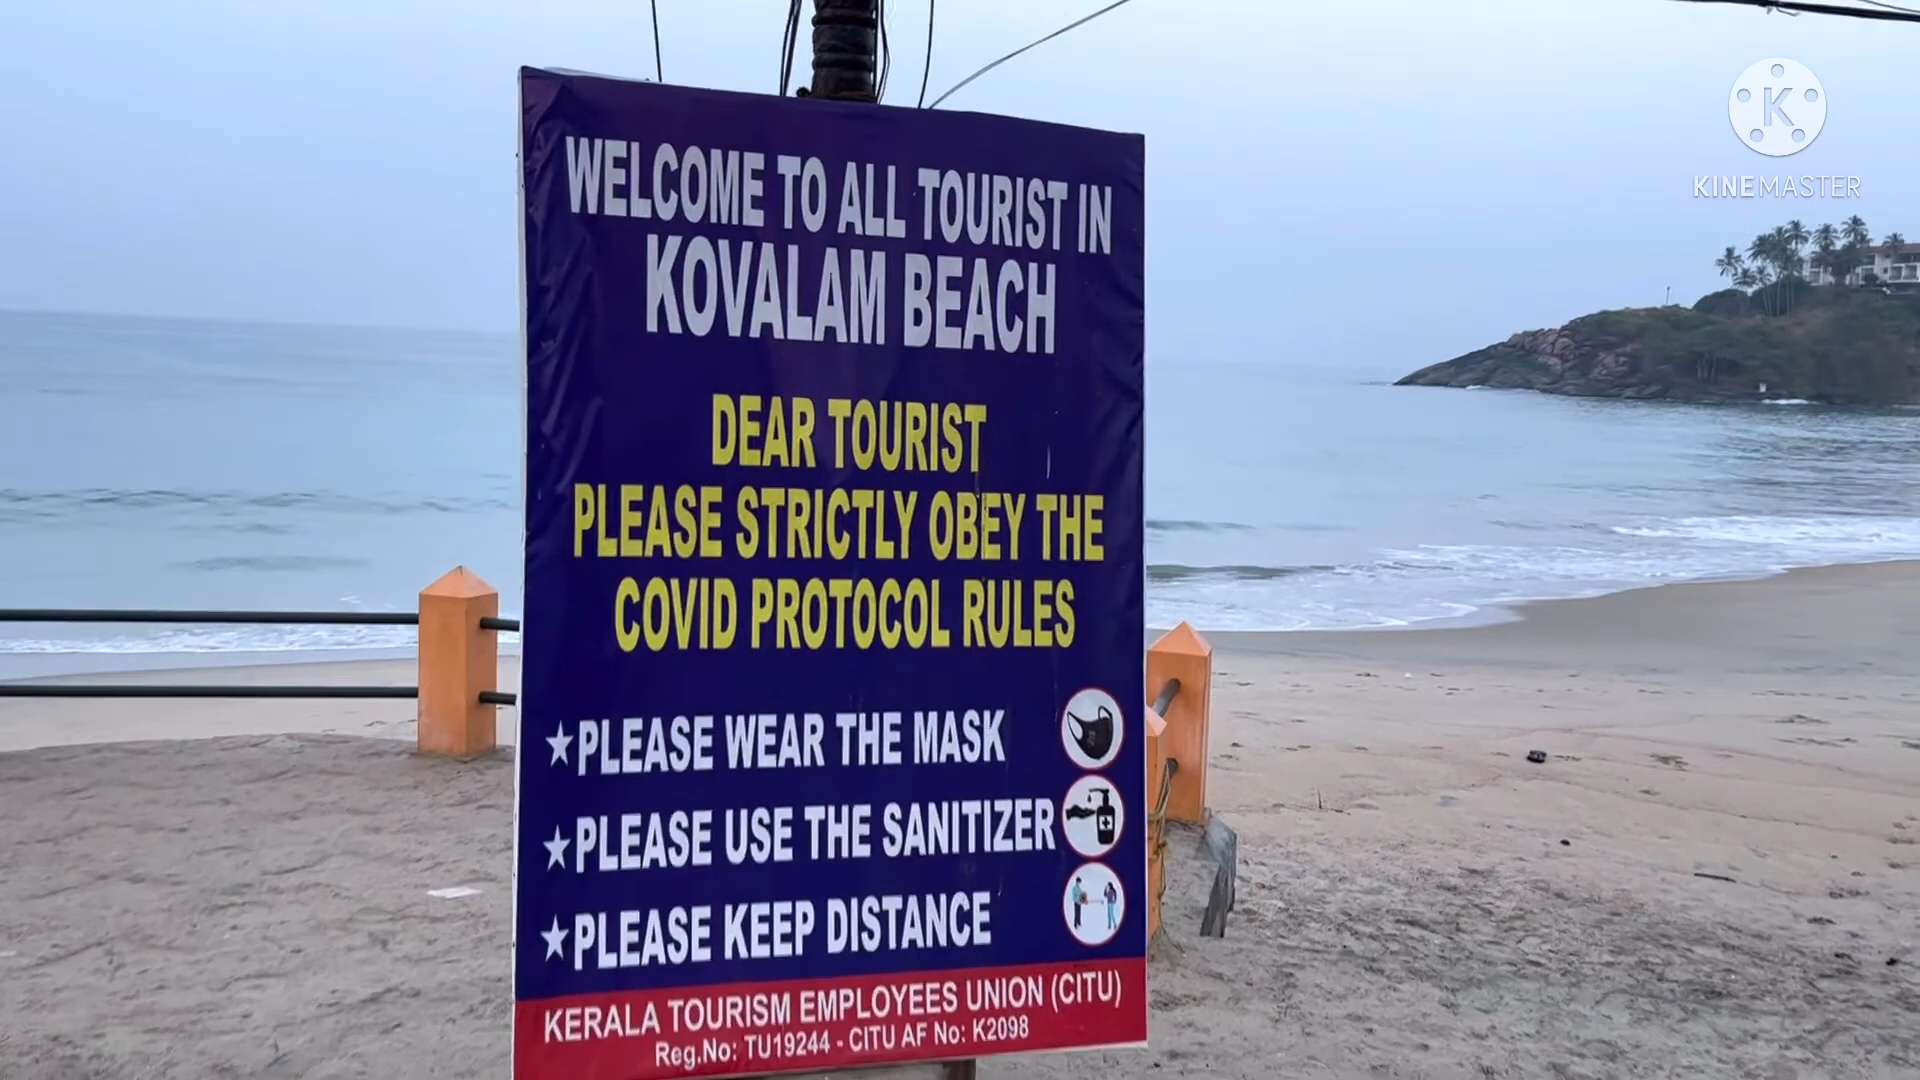 WELCOME TO ALL TOURIST IN
KOVALAM BEACH
DEAR TOURIST
PLEASE STRICTLY OBEY THE
COVID PROTOCOL RULES
★PLEASE WEAR THE MASK
★PLEASE USE THE SANITIZER
★PLEASE KEEP DISTANCE
KERALA TOURISM EMPLOYEES UNION (CITU)
Reg.No: TU19244 - CITU AF No: K2098
K
KINEMASTER